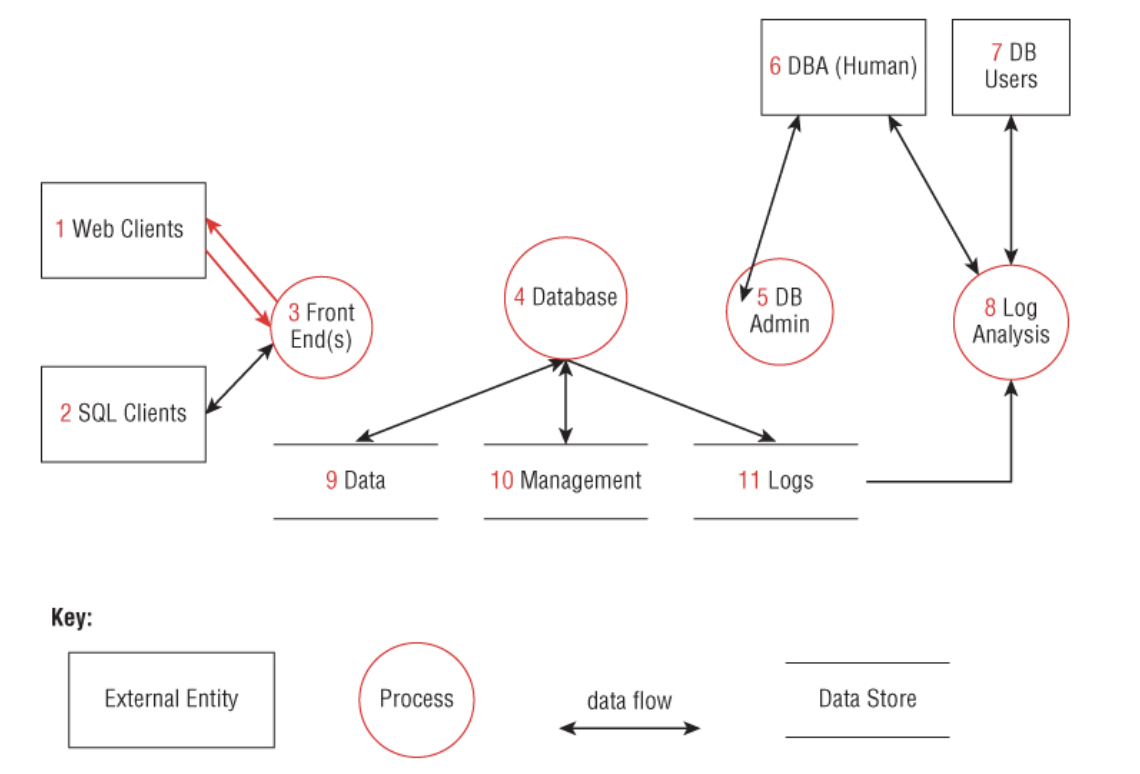 6 DBA (Human)
7 DB
Users
1 Web Clients
4 Database
3 Front
End(s)
5 DB
Admin
8 Log
Analysis
2 SQL Clients
9 Data
10 Management
11 Logs
Key:
External Entity
Process
data flow
Data Store